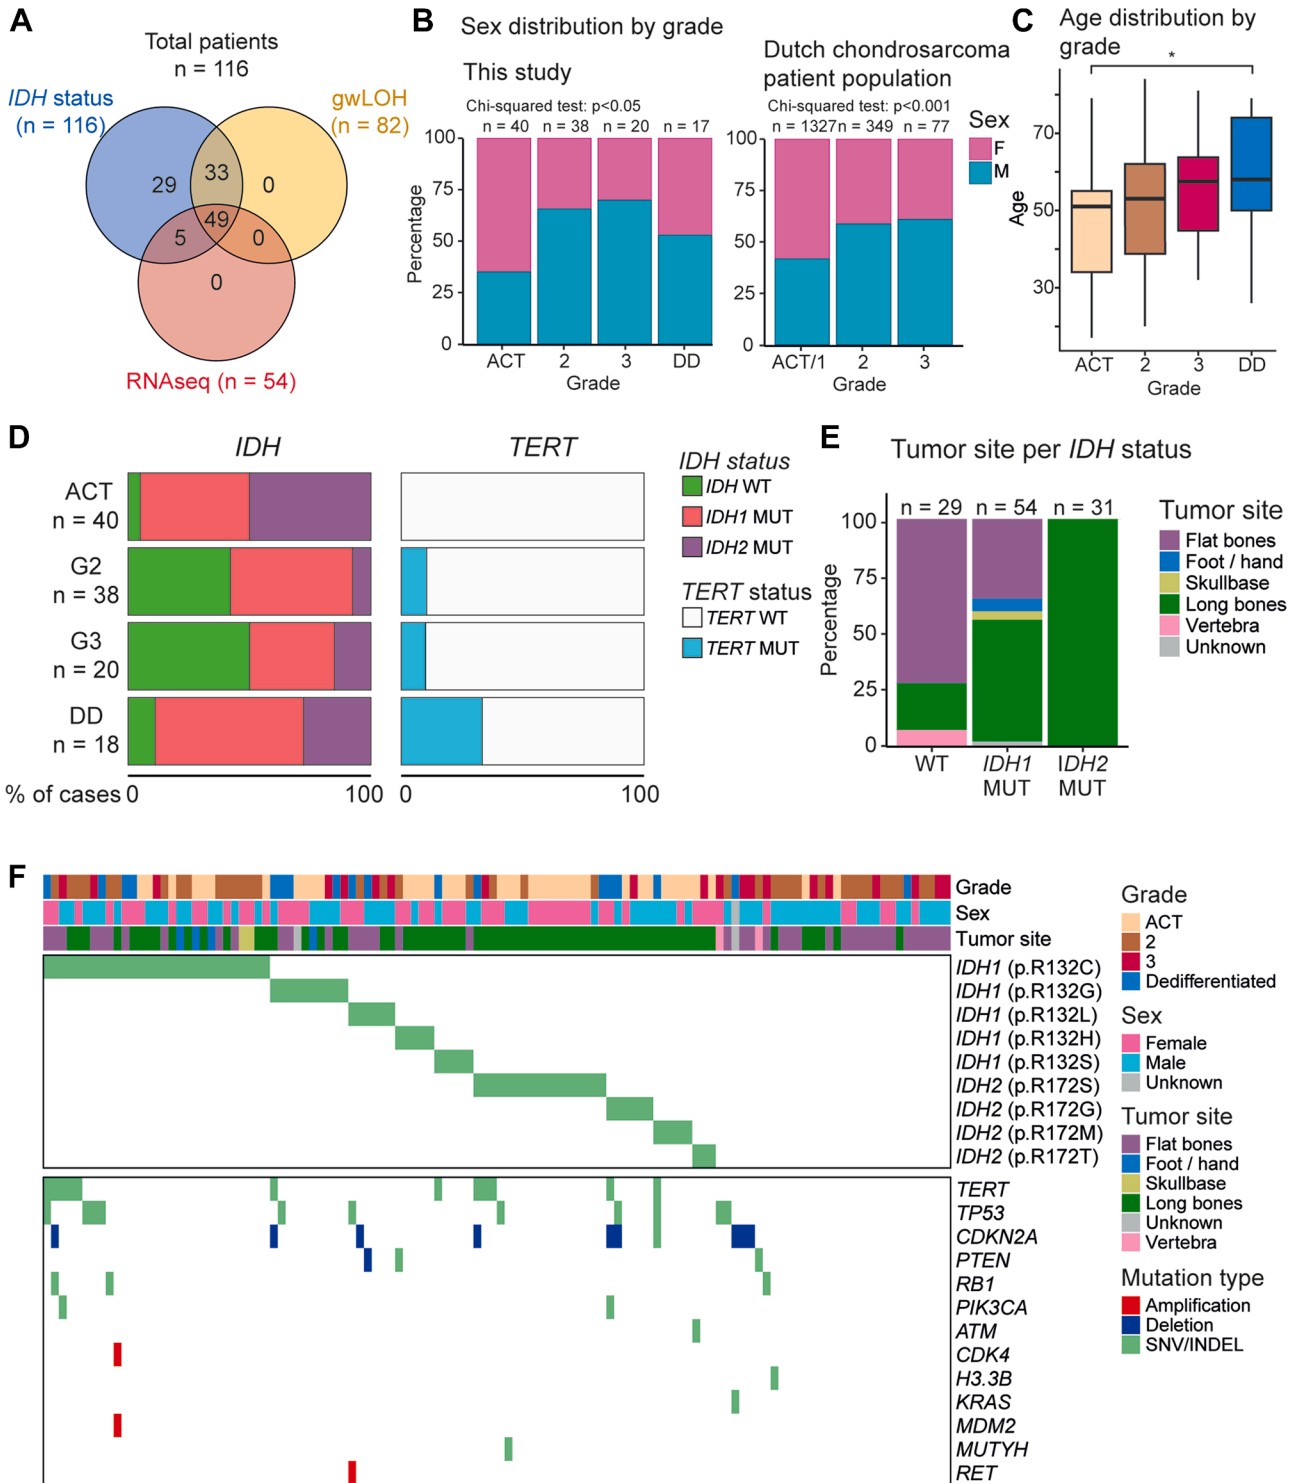 A
Total patients
n = 116
IDH status
(n = 116)
gwLOH
(n = 82)
29
33
0
49
5
0
0
RNAseq (n = 54)
B
Sex distribution by grade
This study
Chi-squared test: p<0.05
n = 40 n = 38 n = 20 n = 17
Percentage
100
75
50
25
0
ACT 2 3 DD
Grade
Dutch chondrosarcoma
patient population
Chi-squared test: p<0.001
n = 1327 n = 349 n = 77
100
75
50
25
0
ACT/1 2 3
Grade
Sex
F
M
C
Age distribution by
grade
*
Age
70
50
30
ACT 2 3 DD
Grade
D
IDH
TERT
ACT
n = 40
G2
n = 38
G3
n = 20
DD
n = 18
% of cases 0 100
0 100
IDH status
IDH WT
IDH1 MUT
IDH2 MUT
TERT status
TERT WT
TERT MUT
E
Tumor site per IDH status
n = 29 n = 54 n = 31
Percentage
100
75
50
25
0
WT IDH1 IDH2
MUT MUT
Tumor site
Flat bones
Foot / hand
Skullbase
Long bones
Vertebra
Unknown
F
Grade
Sex
Tumor site
IDH1 (p.R132C)
IDH1 (p.R132G)
IDH1 (p.R132L)
IDH1 (p.R132H)
IDH1 (p.R132S)
IDH2 (p.R172S)
IDH2 (p.R172G)
IDH2 (p.R172M)
IDH2 (p.R172T)
TERT
TP53
CDKN2A
PTEN
RB1
PIK3CA
ATM
CDK4
H3.3B
KRAS
MDM2
MUTYH
RET
Grade
ACT
2
3
Dedifferentiated
Sex
Female
Male
Unknown
Tumor site
Flat bones
Foot / hand
Skullbase
Long bones
Unknown
Vertebra
Mutation type
Amplification
Deletion
SNV/INDEL